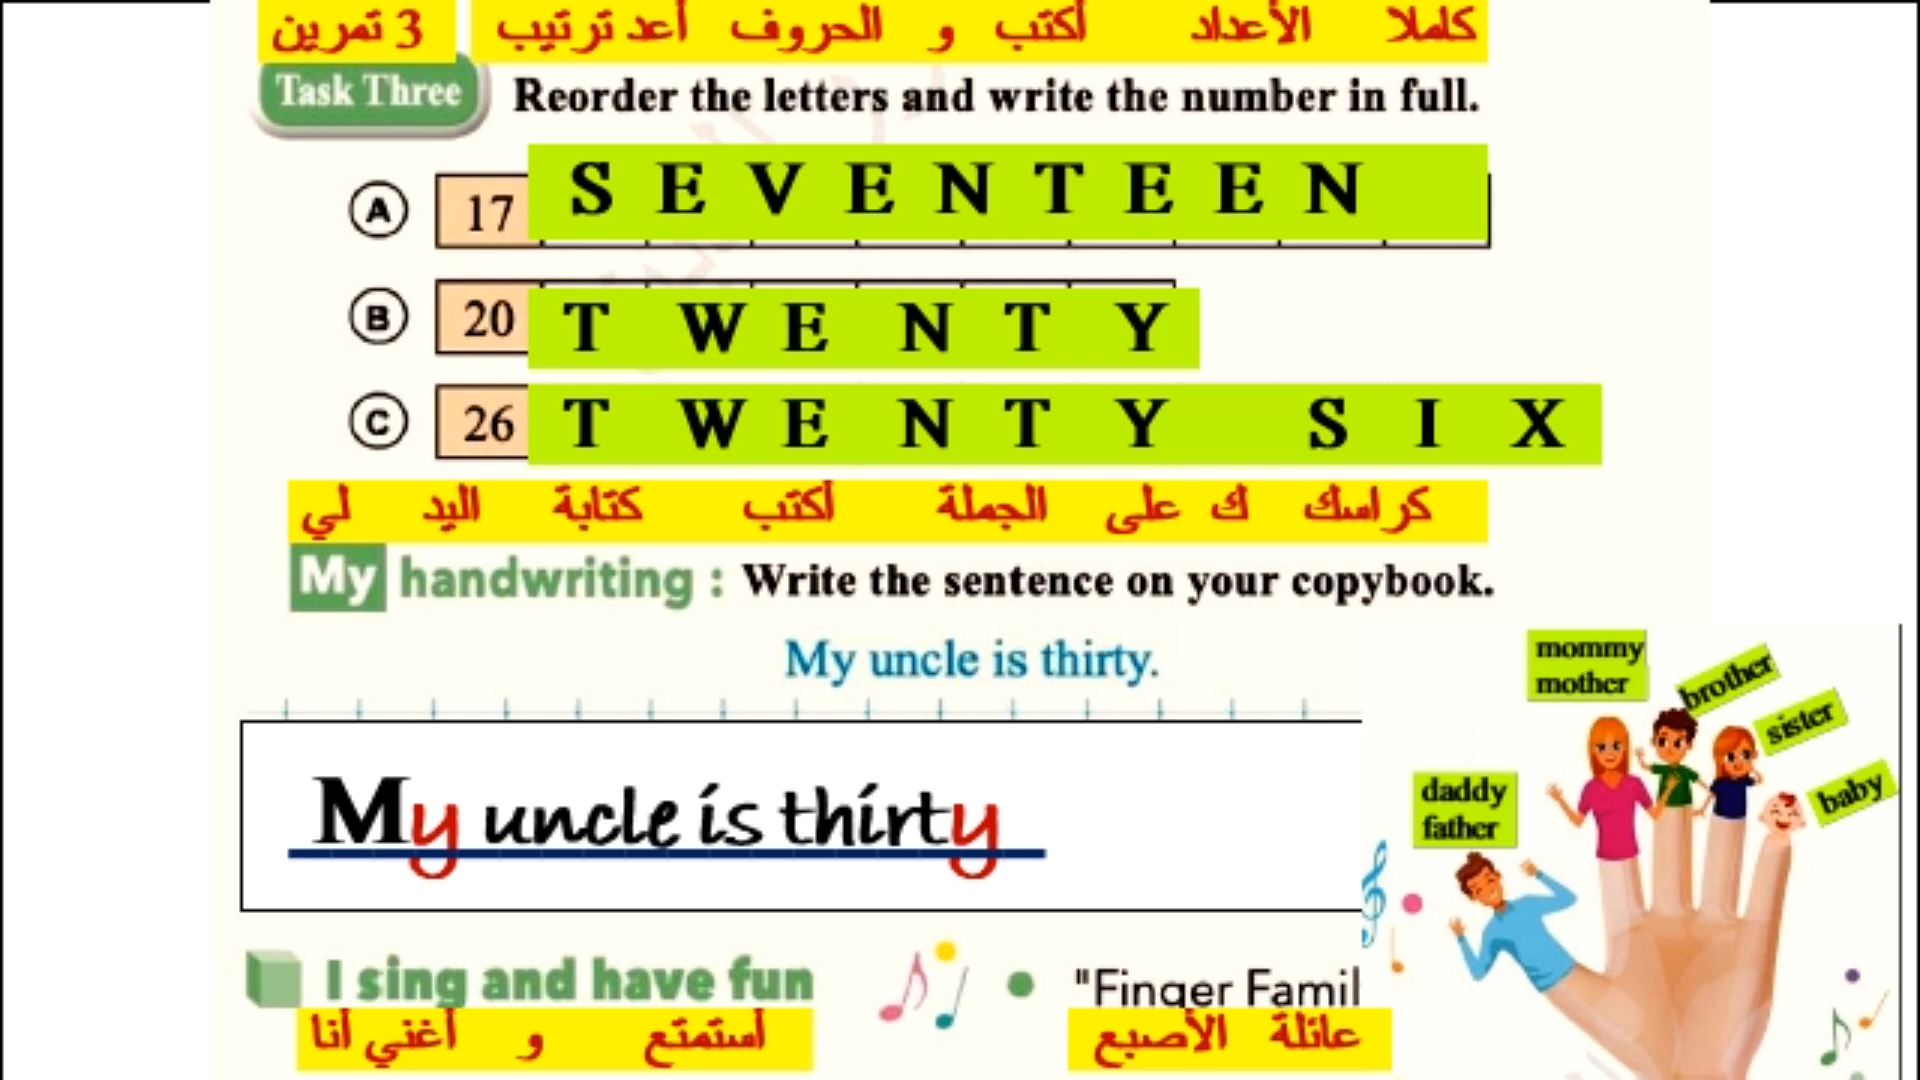 3 تمرين
أعد ترتيب الحروف و أكتب الأعداد كاملا
Task Three Reorder the letters and write the number in full.
A 17 S E V E N T E E N
B 20 T W E N T Y
C 26 T W E N T Y S I X
لي اليد كتابة أكتب الجملة على ك كراسك
My handwriting : Write the sentence on your copybook.
My uncle is thirty.
My uncle is thirty
mommy
mother
brother
sister
baby
daddy
father
I sing and have fun
"Finger Famil
أنا أغني و أستمتع
عائلة الأصبع